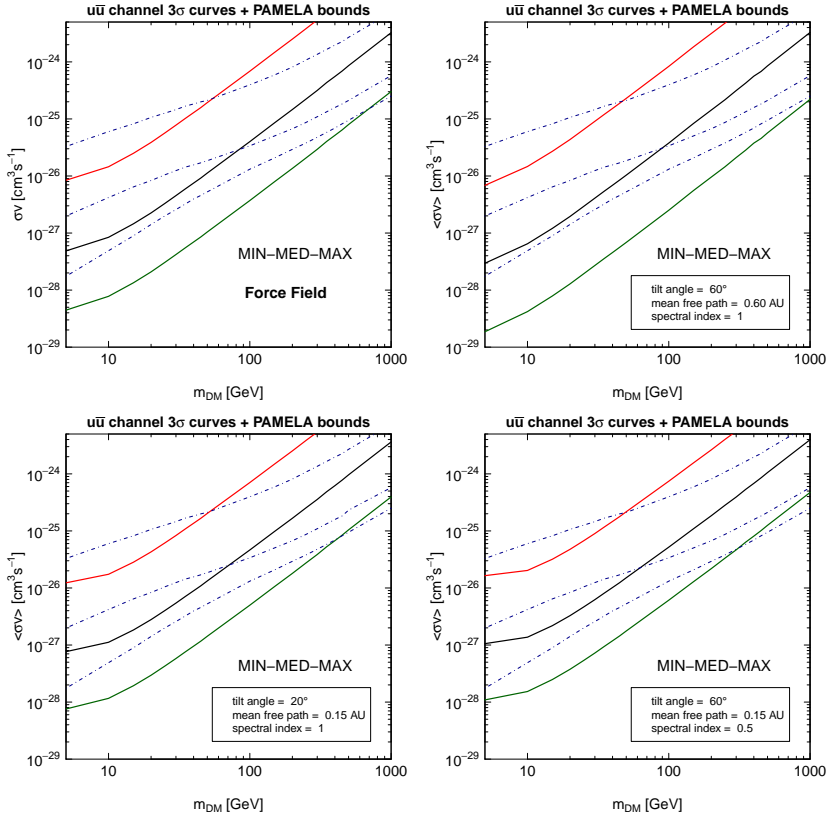 uu̅ channel 3σ curves + PAMELA bounds
σv [cm³s⁻¹]
10⁻²⁴
10⁻²⁵
10⁻²⁶
10⁻²⁷
10⁻²⁸
10⁻²⁹
MIN−MED−MAX
Force Field
10 100 1000
m_DM [GeV]
uu̅ channel 3σ curves + PAMELA bounds
<σv> [cm³s⁻¹]
10⁻²⁴
10⁻²⁵
10⁻²⁶
10⁻²⁷
10⁻²⁸
10⁻²⁹
MIN−MED−MAX
tilt angle = 60°
mean free path = 0.60 AU
spectral index = 1
10 100 1000
m_DM [GeV]
uu̅ channel 3σ curves + PAMELA bounds
<σv> [cm³s⁻¹]
10⁻²⁴
10⁻²⁵
10⁻²⁶
10⁻²⁷
10⁻²⁸
10⁻²⁹
MIN−MED−MAX
tilt angle = 20°
mean free path = 0.15 AU
spectral index = 1
10 100 1000
m_DM [GeV]
uu̅ channel 3σ curves + PAMELA bounds
<σv> [cm³s⁻¹]
10⁻²⁴
10⁻²⁵
10⁻²⁶
10⁻²⁷
10⁻²⁸
10⁻²⁹
MIN−MED−MAX
tilt angle = 60°
mean free path = 0.15 AU
spectral index = 0.5
10 100 1000
m_DM [GeV]